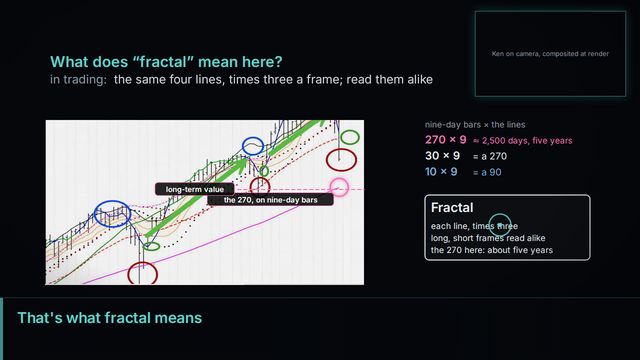 Ken on camera, composited at render
What does “fractal” mean here?
in trading: the same four lines, times three a frame; read them alike
nine-day bars × the lines
270 × 9 ≈ 2,500 days, five years
30 × 9 = a 270
10 × 9 = a 90
long-term value
the 270, on nine-day bars
Fractal
each line, times three
long, short frames read alike
the 270 here: about five years
That's what fractal means